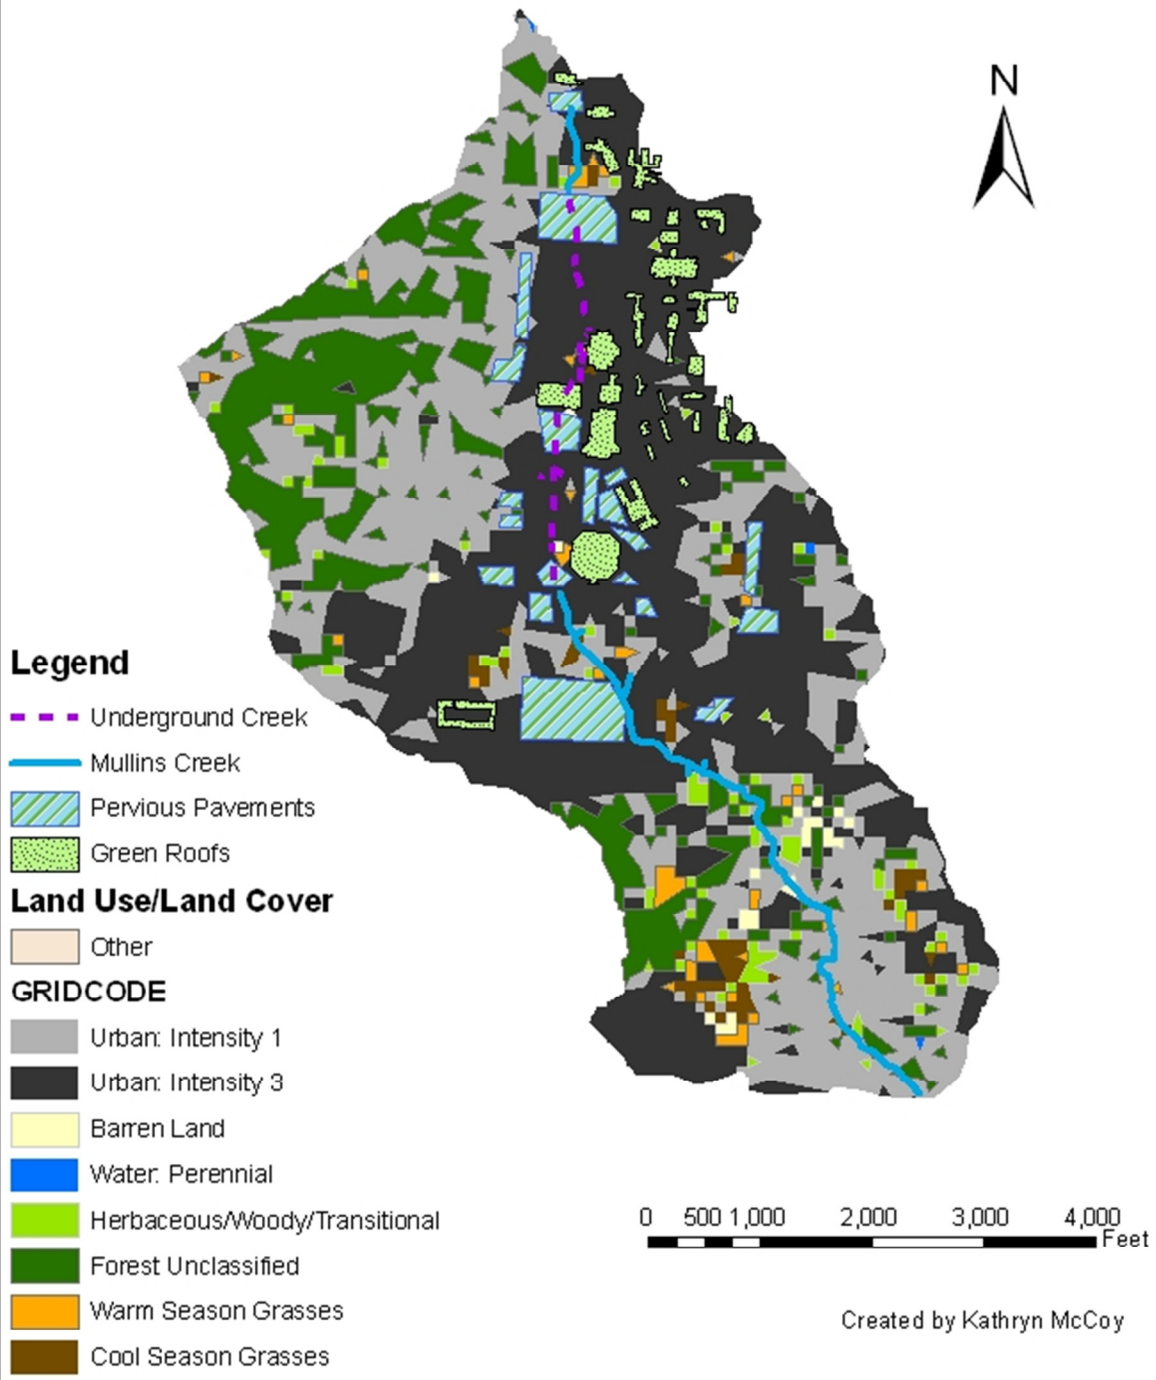 N
Legend
Underground Creek
Mullins Creek
Pervious Pavements
Green Roofs
Land Use/Land Cover
Other
GRIDCODE
Urban: Intensity 1
Urban: Intensity 3
Barren Land
Water: Perennial
Herbaceous/Woody/Transitional
Forest Unclassified
Warm Season Grasses
Cool Season Grasses
0 500 1,000 2,000 3,000 4,000
Feet
Created by Kathryn McCoy